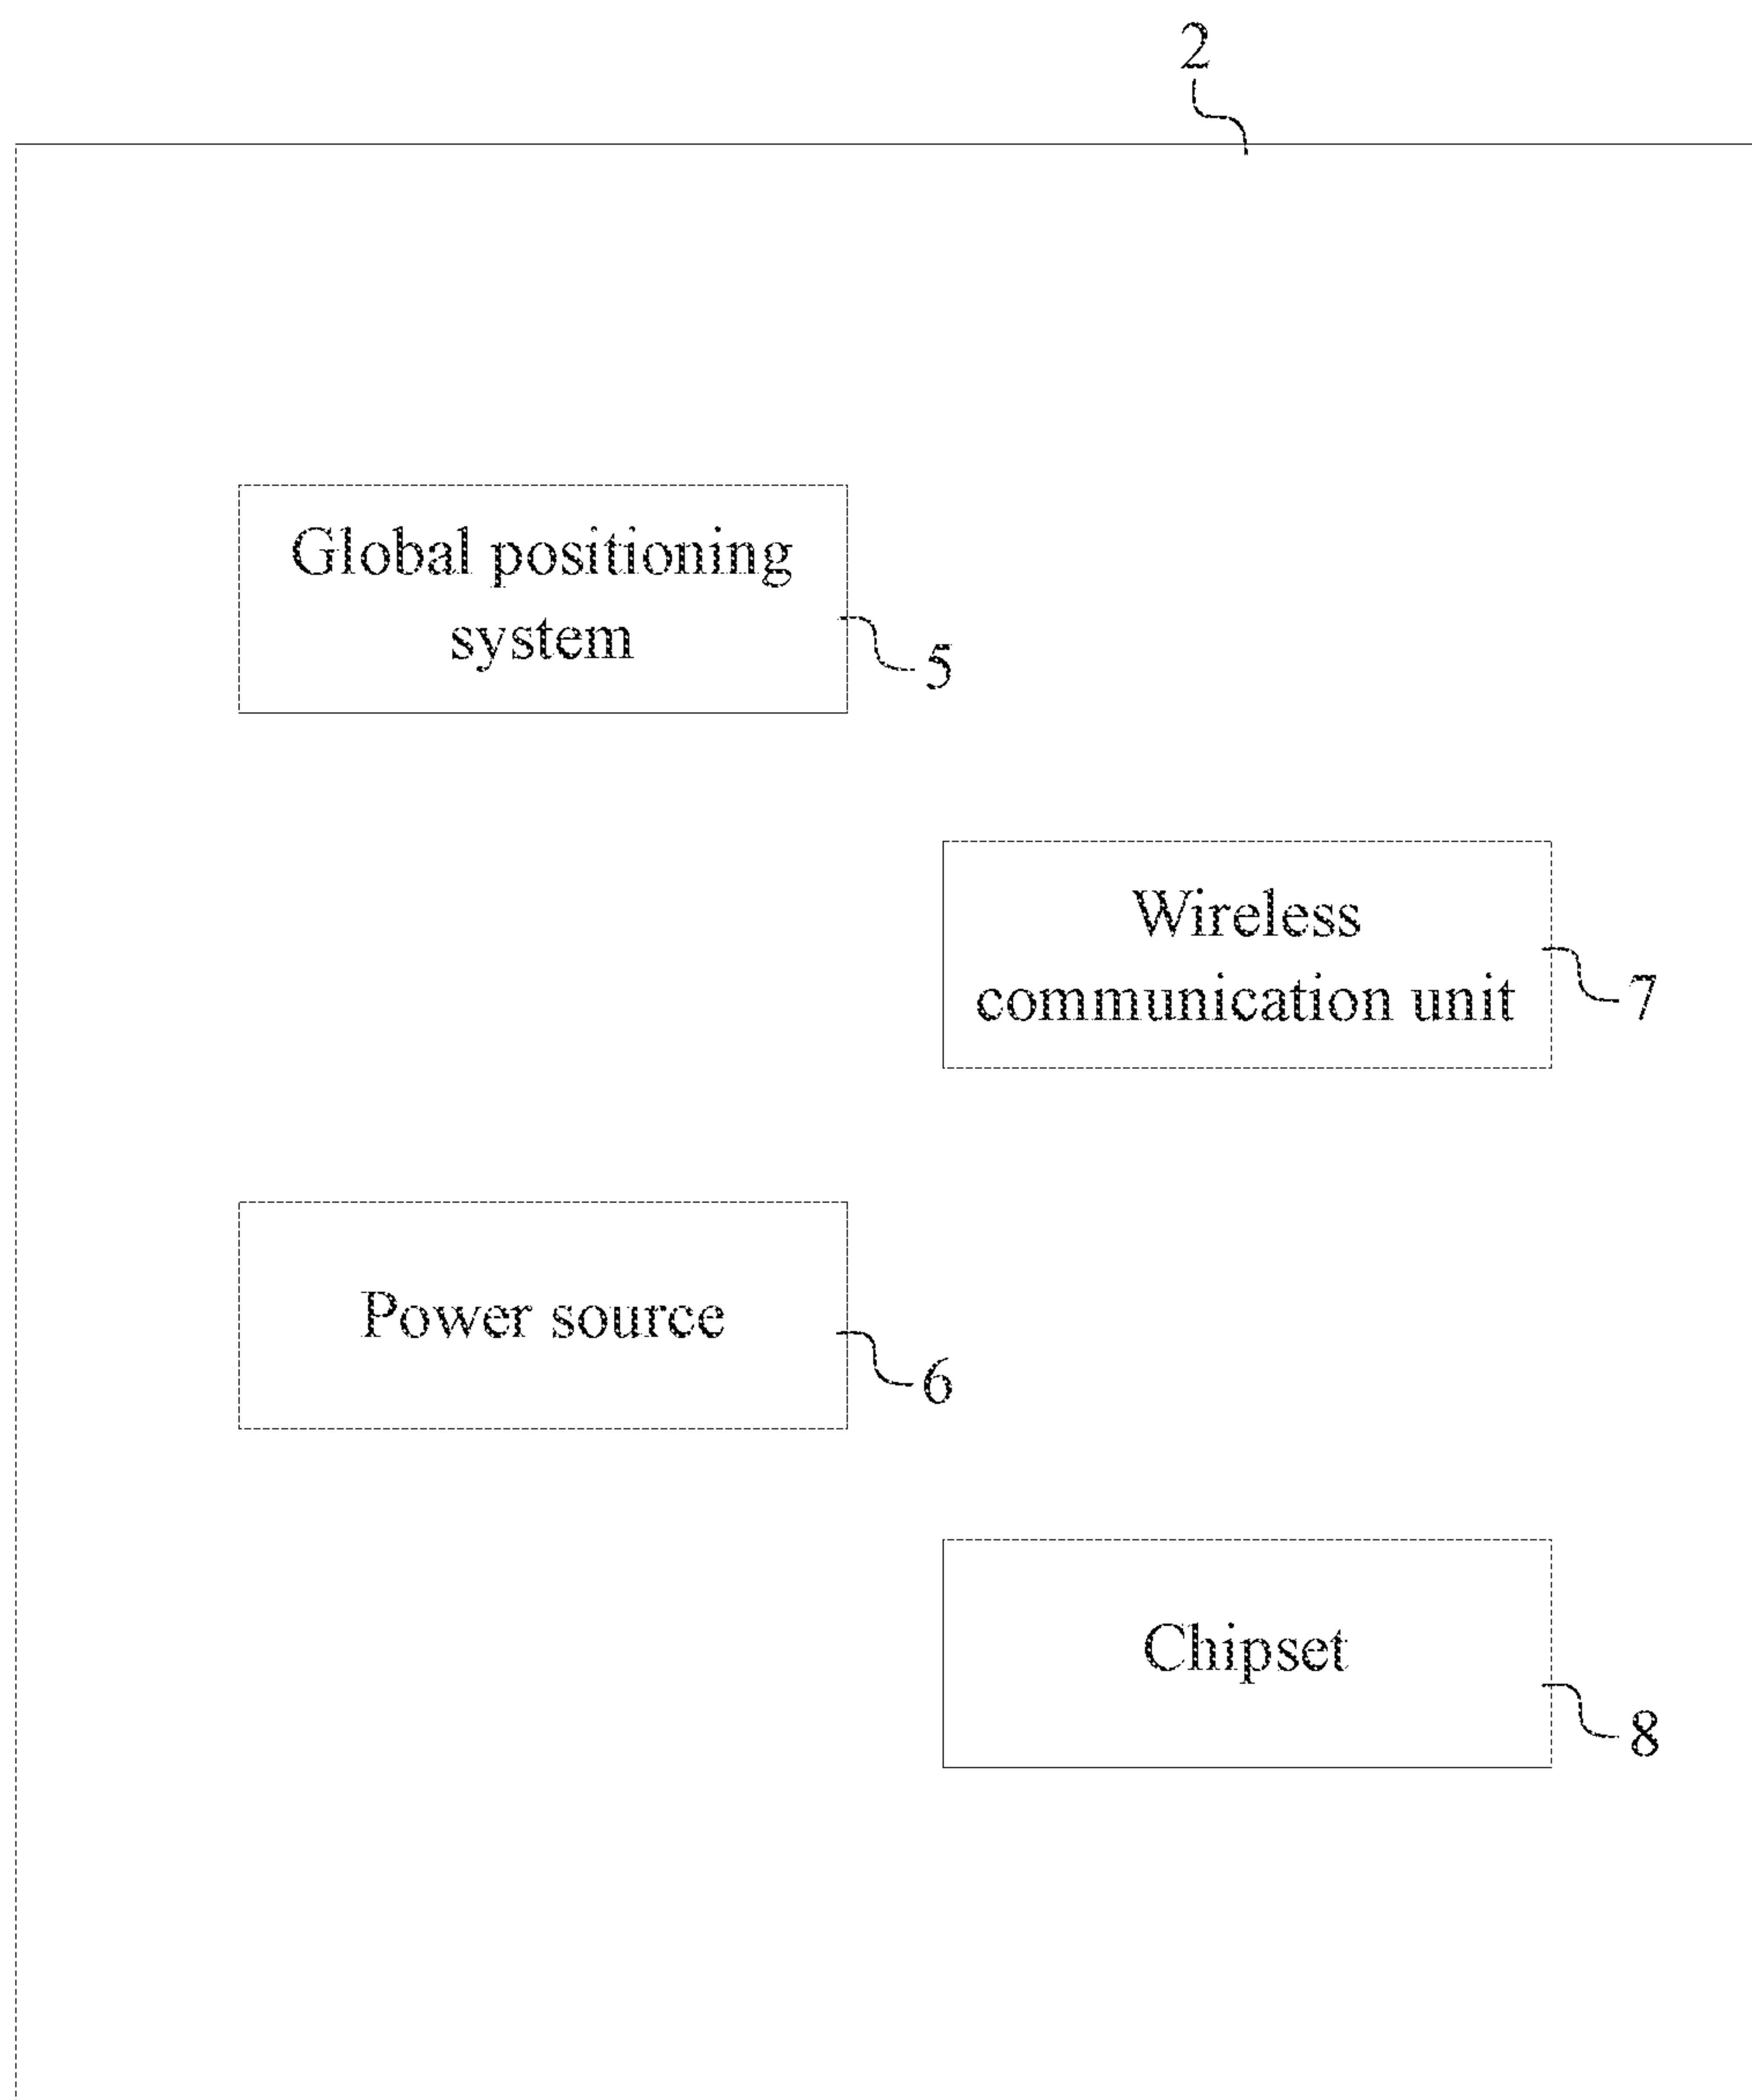 2
Global positioning
system
5
Wireless
communication unit
7
Power source
6
Chipset
8